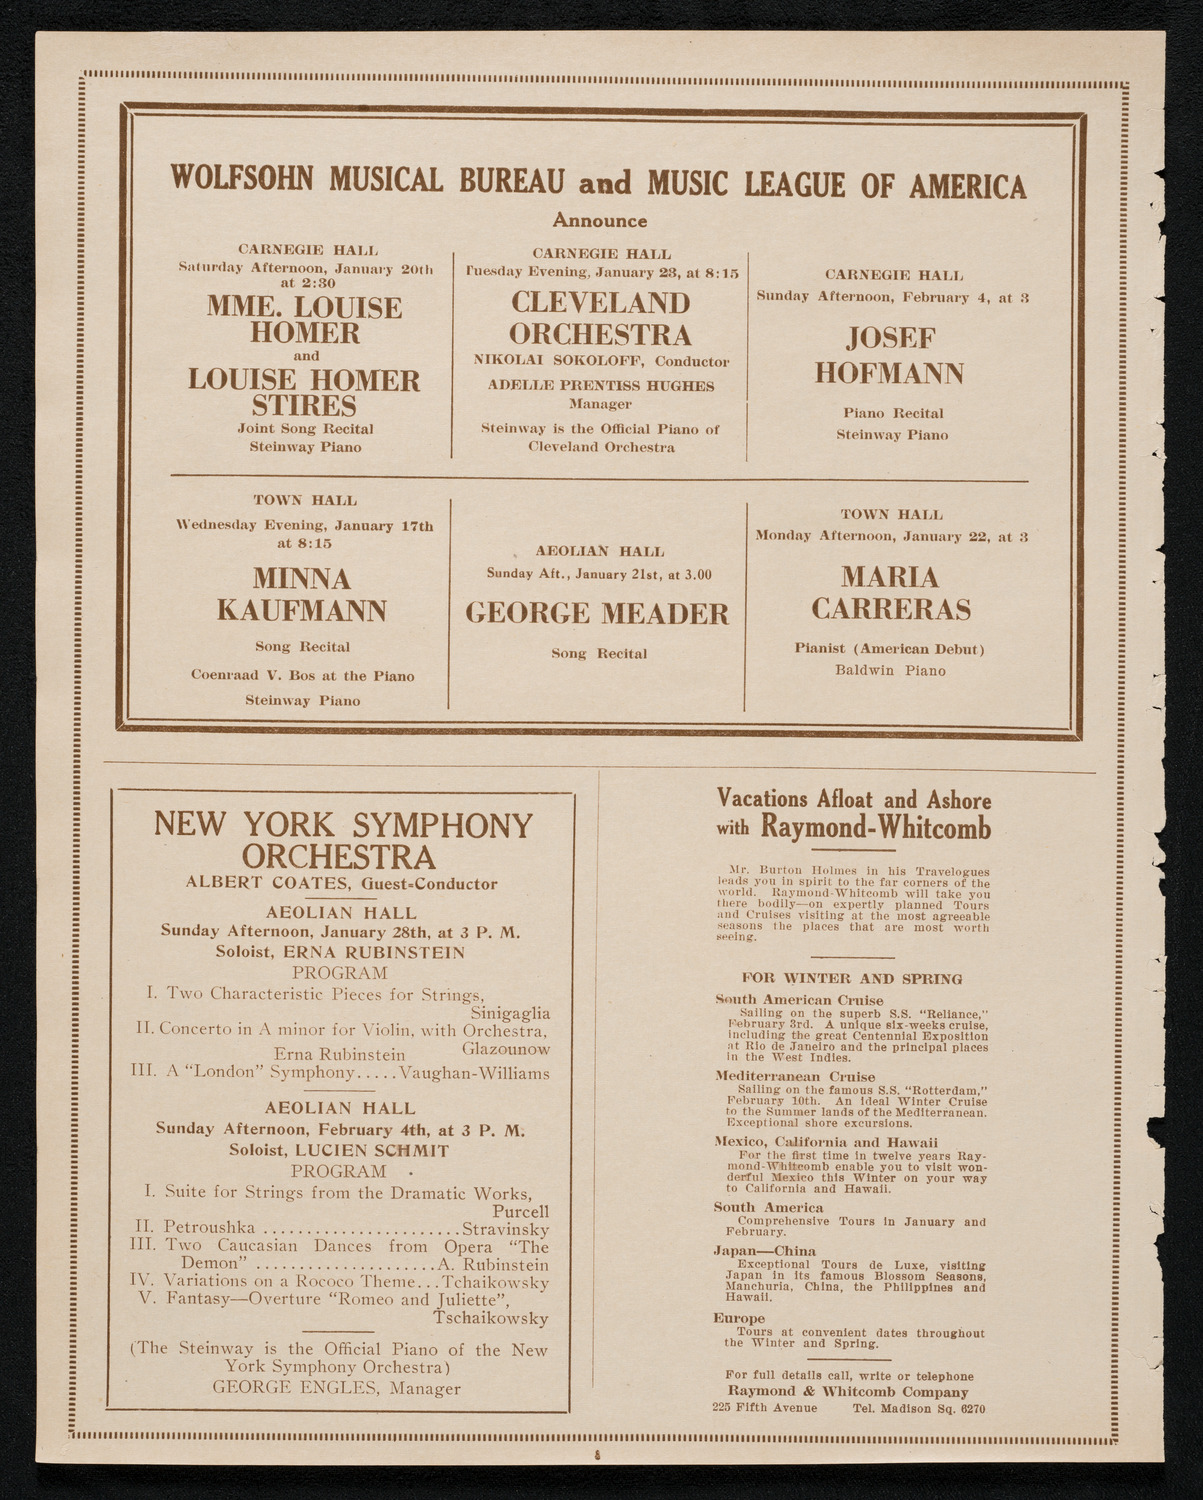 WOLFSOHN MUSICAL BUREAU and MUSIC LEAGUE OF AMERICA
Announce
CARNEGIE HALL
Saturday Afternoon, January 20th
at 2:30
MME. LOUISE
HOMER
and
LOUISE HOMER
STIRES
Joint Song Recital
Steinway Piano
CARNEGIE HALL
Tuesday Evening, January 23, at 8:15
CLEVELAND
ORCHESTRA
NIKOLAI SOKOLOFF, Conductor
ADELLE PRENTISS HUGHES
Manager
Steinway is the Official Piano of
Cleveland Orchestra
CARNEGIE HALL
Sunday Afternoon, February 4, at 3
JOSEF
HOFMANN
Piano Recital
Steinway Piano
TOWN HALL
Wednesday Evening, January 17th
at 8:15
MINNA
KAUFMANN
Song Recital
Coenraad V. Bos at the Piano
Steinway Piano
AEOLIAN HALL
Sunday Aft., January 21st, at 3.00
GEORGE MEADER
Song Recital
TOWN HALL
Monday Afternoon, January 22, at 3
MARIA
CARRERAS
Pianist (American Debut)
Baldwin Piano
NEW YORK SYMPHONY
ORCHESTRA
ALBERT COATES, Guest-Conductor
AEOLIAN HALL
Sunday Afternoon, January 28th, at 3 P. M.
Soloist, ERNA RUBINSTEIN
PROGRAM
I. Two Characteristic Pieces for Strings,
Sinigaglia
II. Concerto in A minor for Violin, with Orchestra,
Erna Rubinstein Glazounow
III. A "London" Symphony.....Vaughan-Williams
AEOLIAN HALL
Sunday Afternoon, February 4th, at 3 P. M.
Soloist, LUCIEN SCHMIT
PROGRAM
I. Suite for Strings from the Dramatic Works,
Purcell
II. Petroushka ......................Stravinsky
III. Two Caucasian Dances from Opera "The
Demon" ....................A. Rubinstein
IV. Variations on a Rococo Theme...Tchaikowsky
V. Fantasy—Overture "Romeo and Juliette",
Tschaikowsky
(The Steinway is the Official Piano of the New
York Symphony Orchestra)
GEORGE ENGLES, Manager
Vacations Afloat and Ashore
with Raymond-Whitcomb
Mr. Burton Holmes in his Travelogues
leads you in spirit to the far corners of the
world. Raymond-Whitcomb will take you
there bodily—on expertly planned Tours
and Cruises visiting at the most agreeable
seasons the places that are most worth
seeing.
FOR WINTER AND SPRING
South American Cruise
Sailing on the superb S.S. "Reliance,"
February 3rd. A unique six-weeks cruise,
including the great Centennial Exposition
at Rio de Janeiro and the principal places
in the West Indies.
Mediterranean Cruise
Sailing on the famous S.S. "Rotterdam,"
February 10th. An ideal Winter Cruise
to the Summer lands of the Mediterranean.
Exceptional shore excursions.
Mexico, California and Hawaii
For the first time in twelve years Ray-
mond-Whitcomb enable you to visit won-
derful Mexico this Winter on your way
to California and Hawaii.
South America
Comprehensive Tours in January and
February.
Japan—China
Exceptional Tours de Luxe, visiting
Japan in its famous Blossom Seasons,
Manchuria, China, the Philippines and
Hawaii.
Europe
Tours at convenient dates throughout
the Winter and Spring.
For full details call, write or telephone
Raymond & Whitcomb Company
225 Fifth Avenue Tel. Madison Sq. 6270